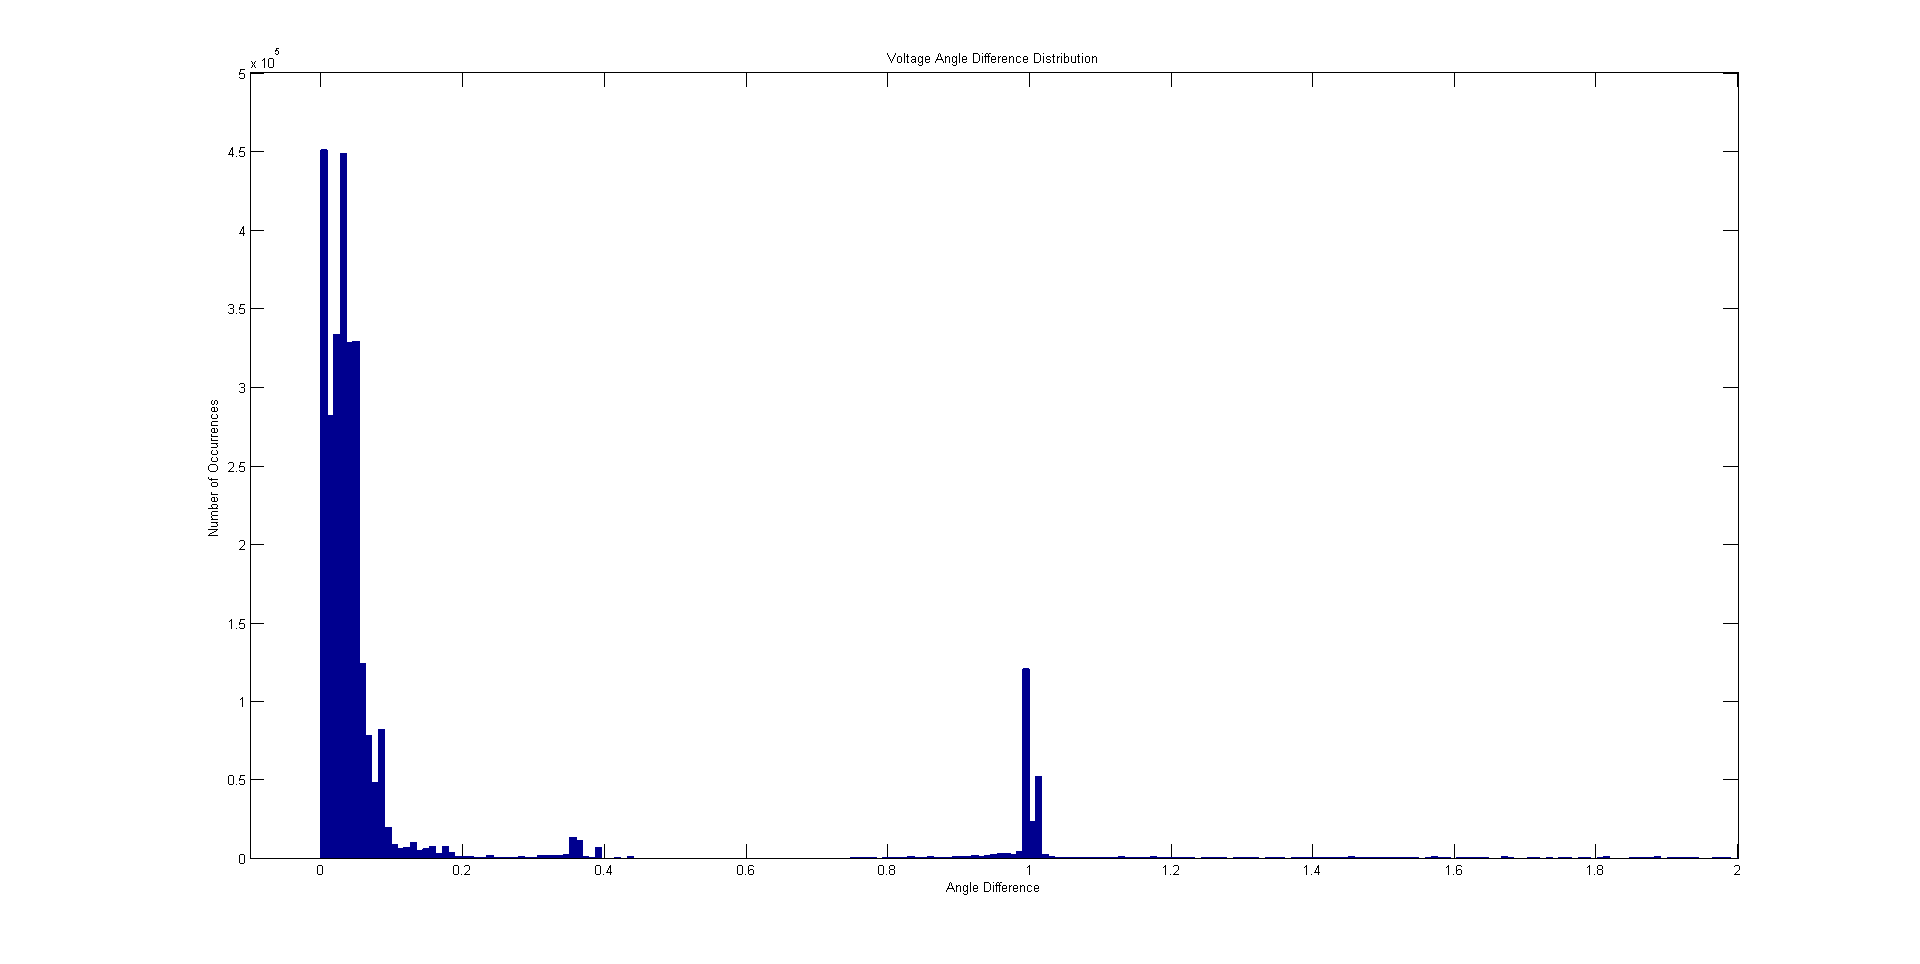 Voltage Angle Difference Distribution
x 10 5
5
4.5
4
3.5
3
2.5
2
1.5
1
0.5
0
Number of Occurrences
0 0.2 0.4 0.6 0.8 1 1.2 1.4 1.6 1.8 2
Angle Difference